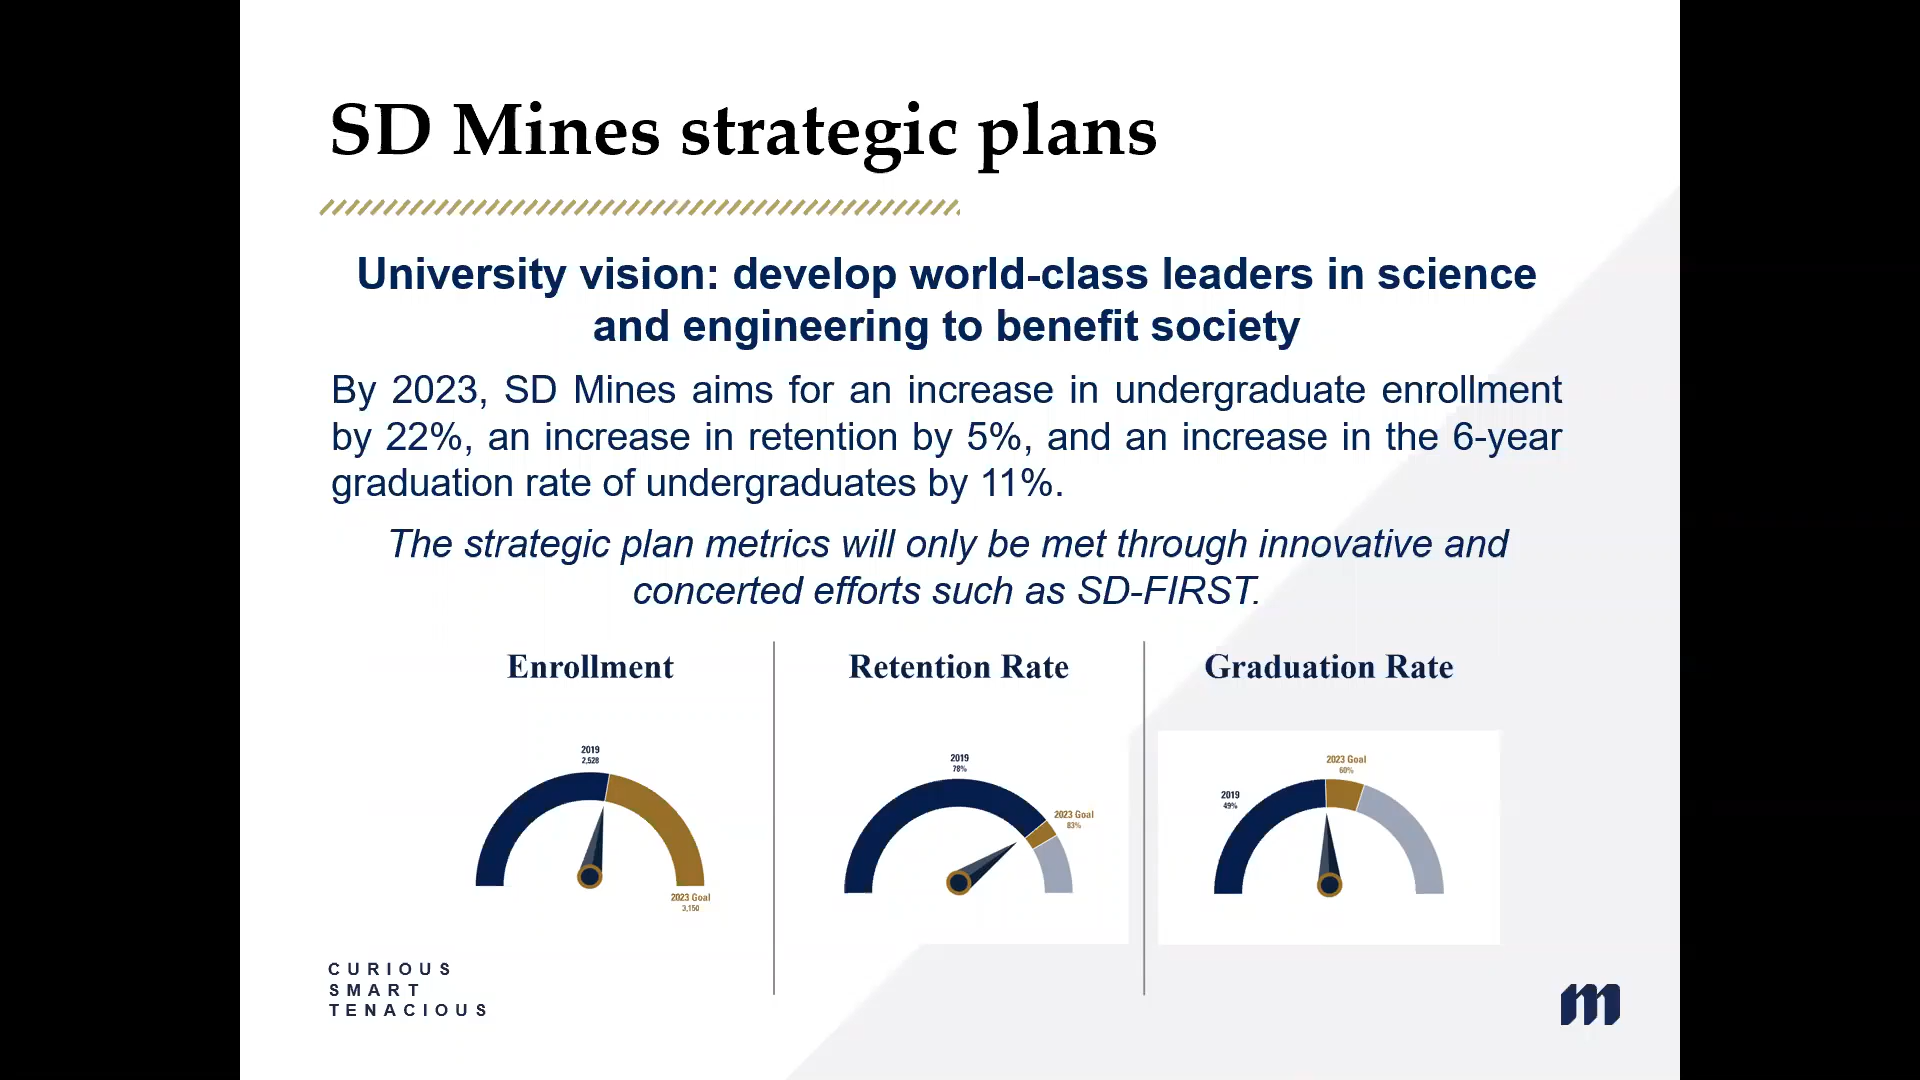 SD Mines strategic plans
University vision: develop world-class leaders in science
and engineering to benefit society
By 2023, SD Mines aims for an increase in undergraduate enrollment
by 22%, an increase in retention by 5%, and an increase in the 6-year
graduation rate of undergraduates by 11%.
The strategic plan metrics will only be met through innovative and
concerted efforts such as SD-FIRST.
Enrollment
2019
2,528
2023 Goal
3,150
Retention Rate
2019
78%
2023 Goal
83%
Graduation Rate
2019
49%
2023 Goal
60%
CURIOUS
SMART
TENACIOUS
m